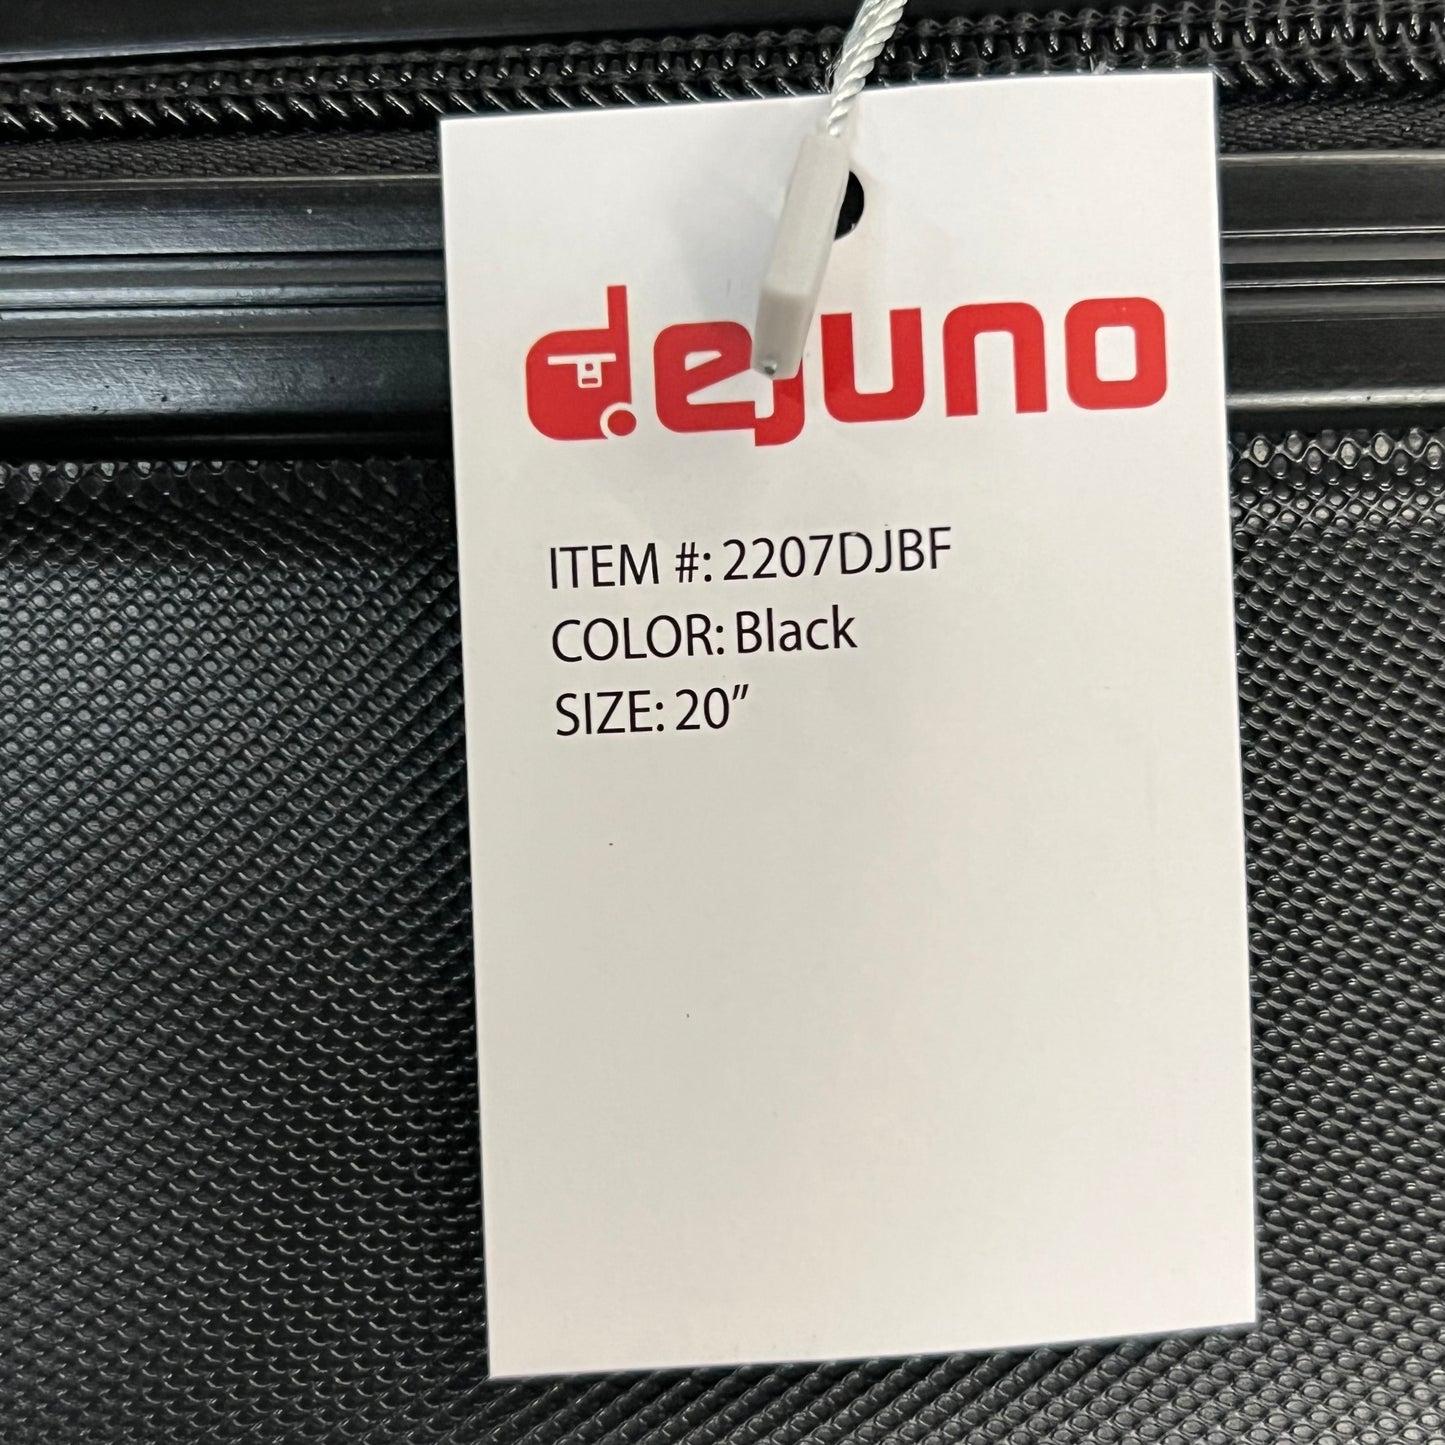 dejuno
ITEM #: 2207DJBF
COLOR: Black
SIZE: 20”